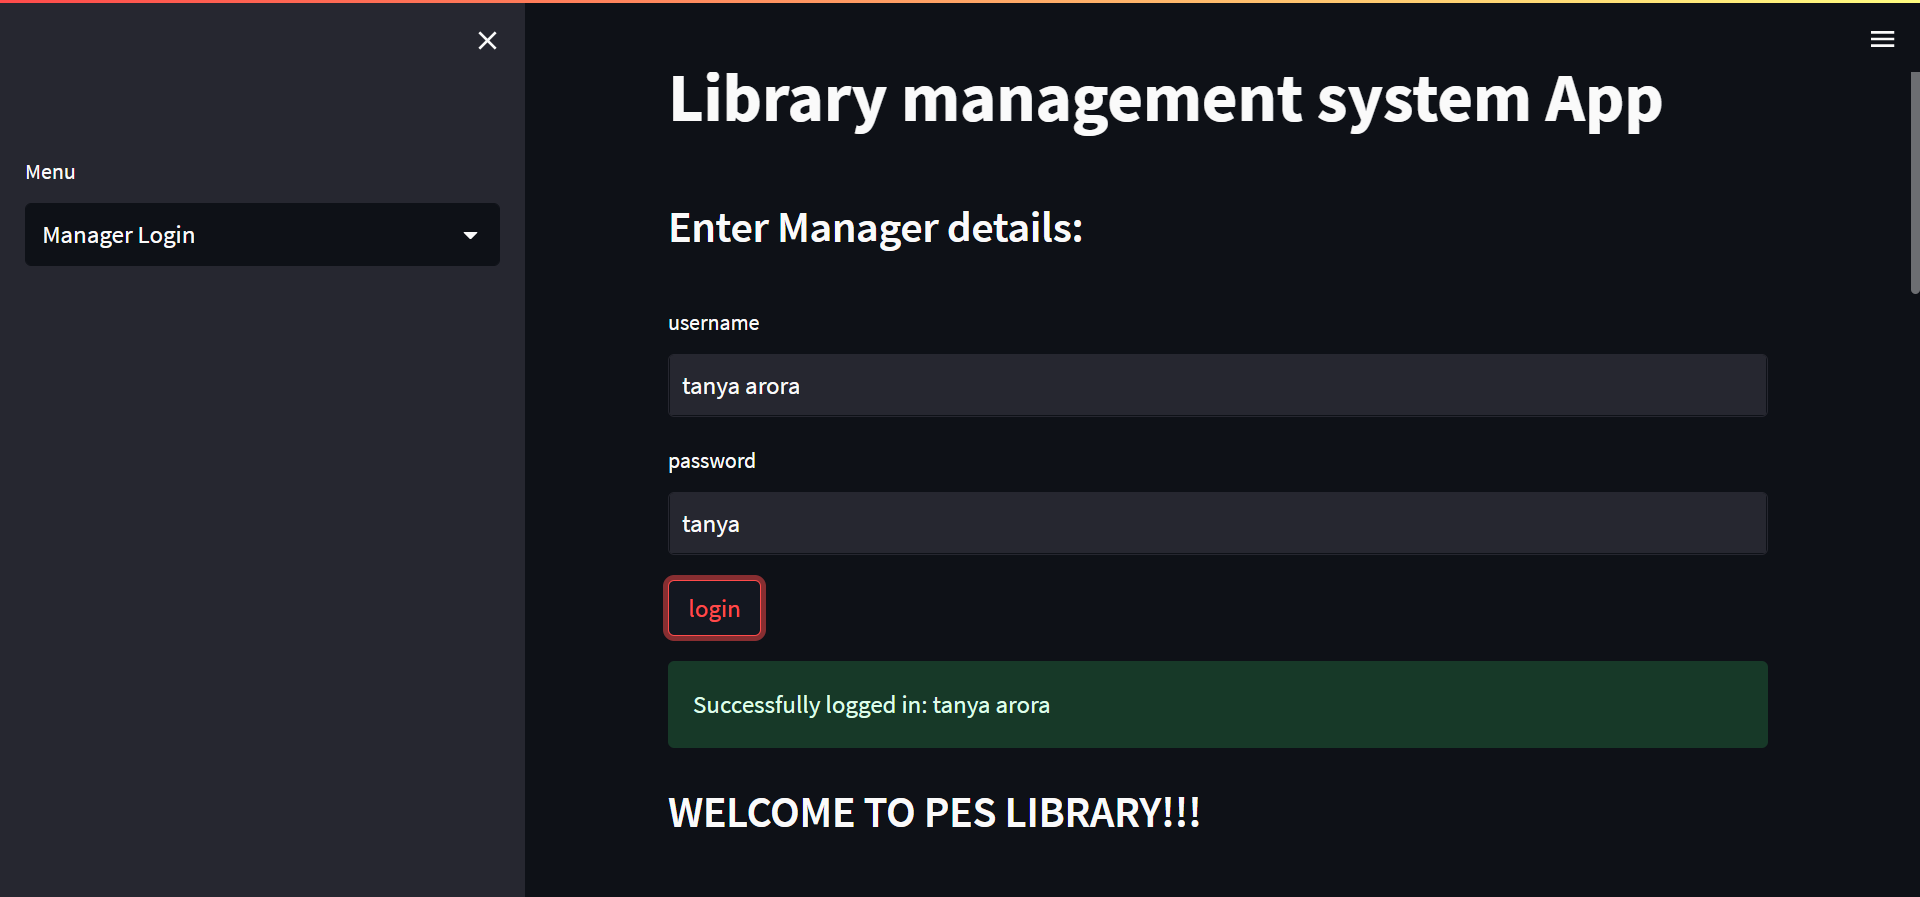 Menu
Manager Login
Library management system App
Enter Manager details:
username
tanya arora
password
tanya
login
Successfully logged in: tanya arora
WELCOME TO PES LIBRARY!!!